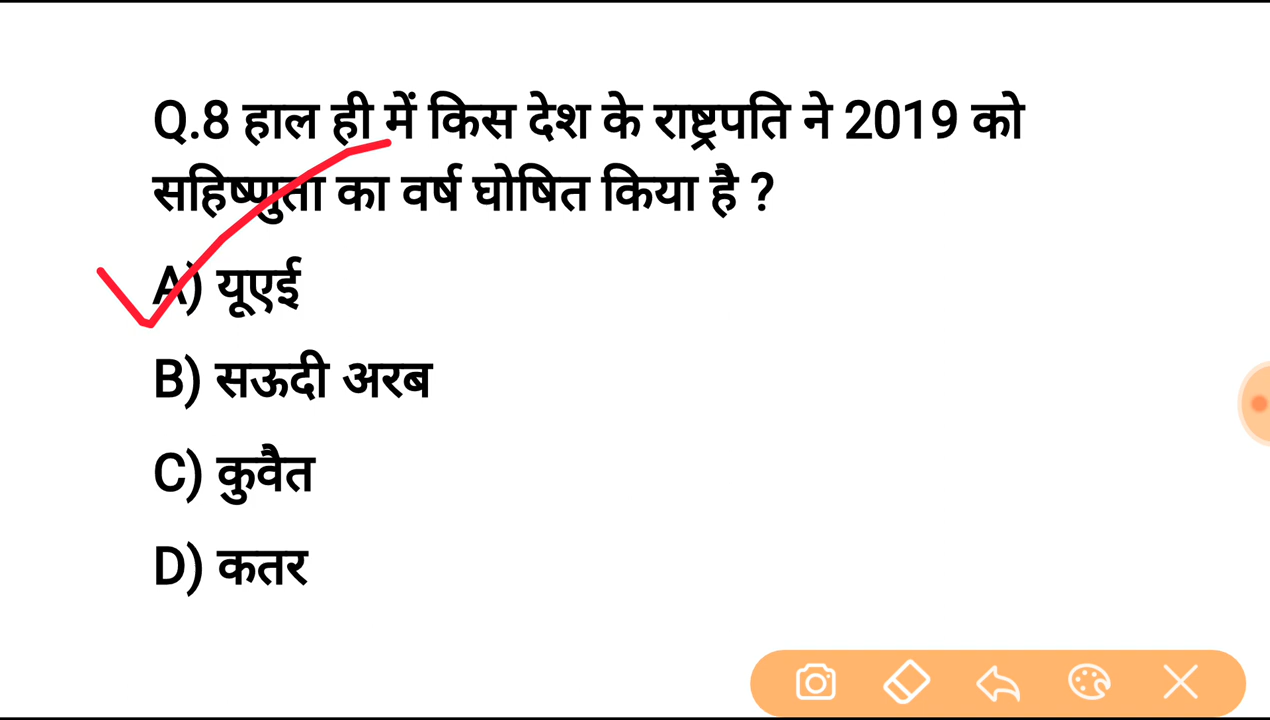 Q.8 हाल ही में किस देश के राष्ट्रपति ने 2019 को
सहिष्णुता का वर्ष घोषित किया है ?
A) यूएई
B) सऊदी अरब
C) कुवैत
D) कतर